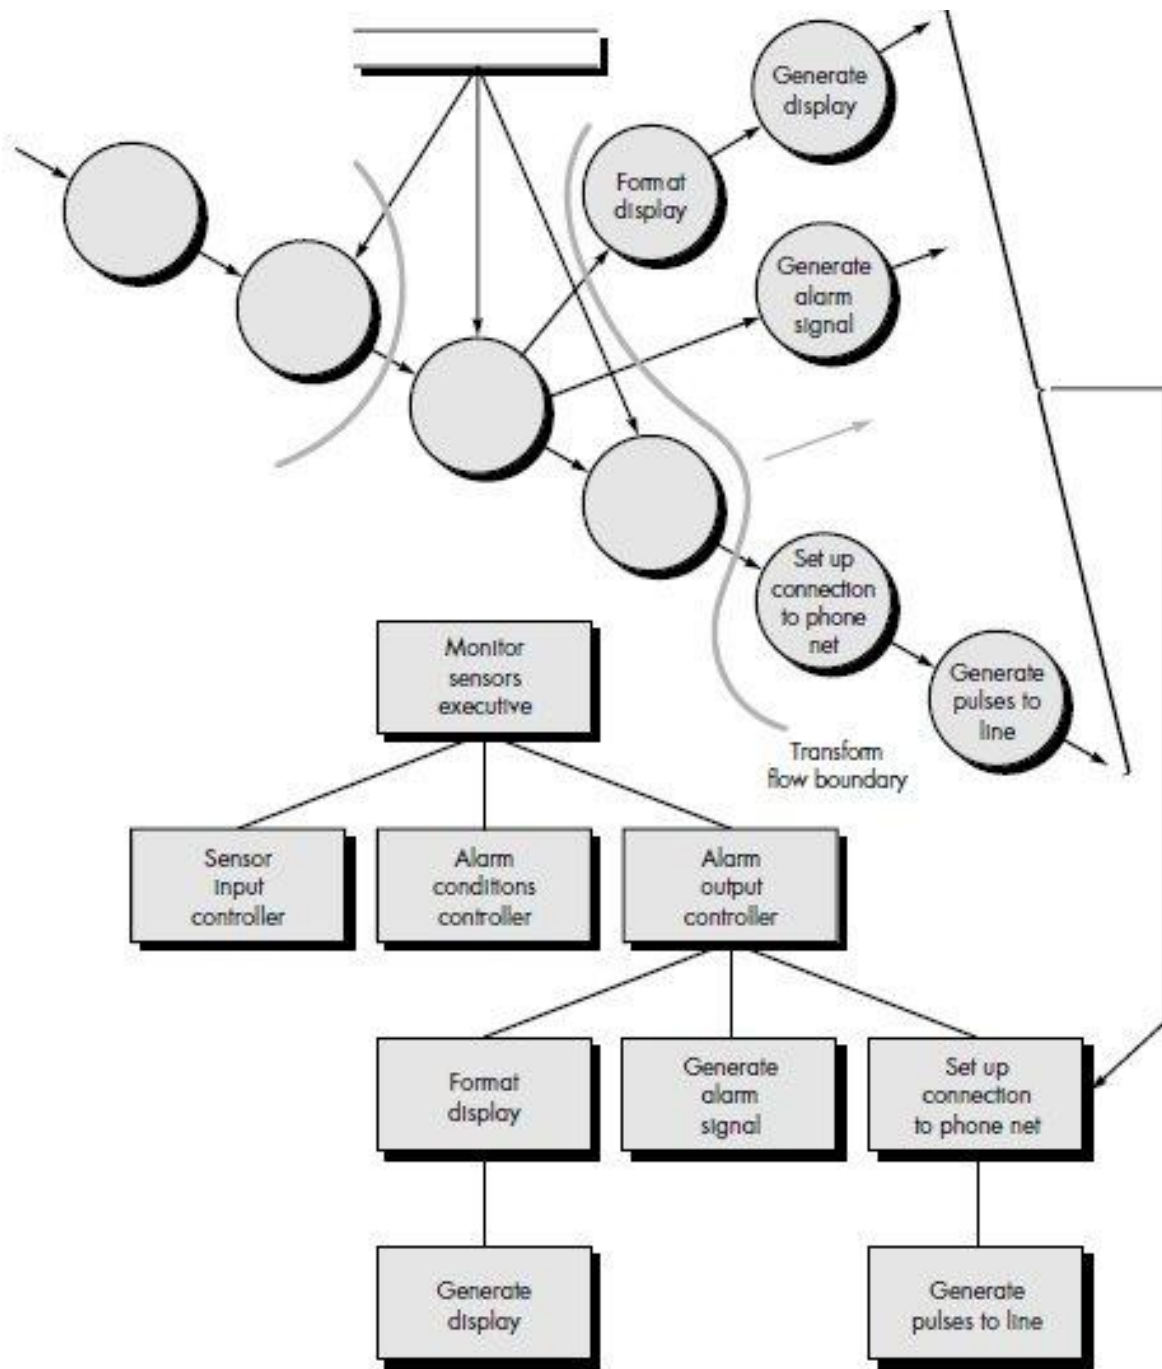 Generate
display
Format
display
Generate
alarm
signal
Set up
connection
to phone
net
Generate
pulses to
line
Transform
flow boundary
Monitor
sensors
executive
Sensor
input
controller
Alarm
conditions
controller
Alarm
output
controller
Format
display
Generate
alarm
signal
Set up
connection
to phone net
Generate
display
Generate
pulses to line